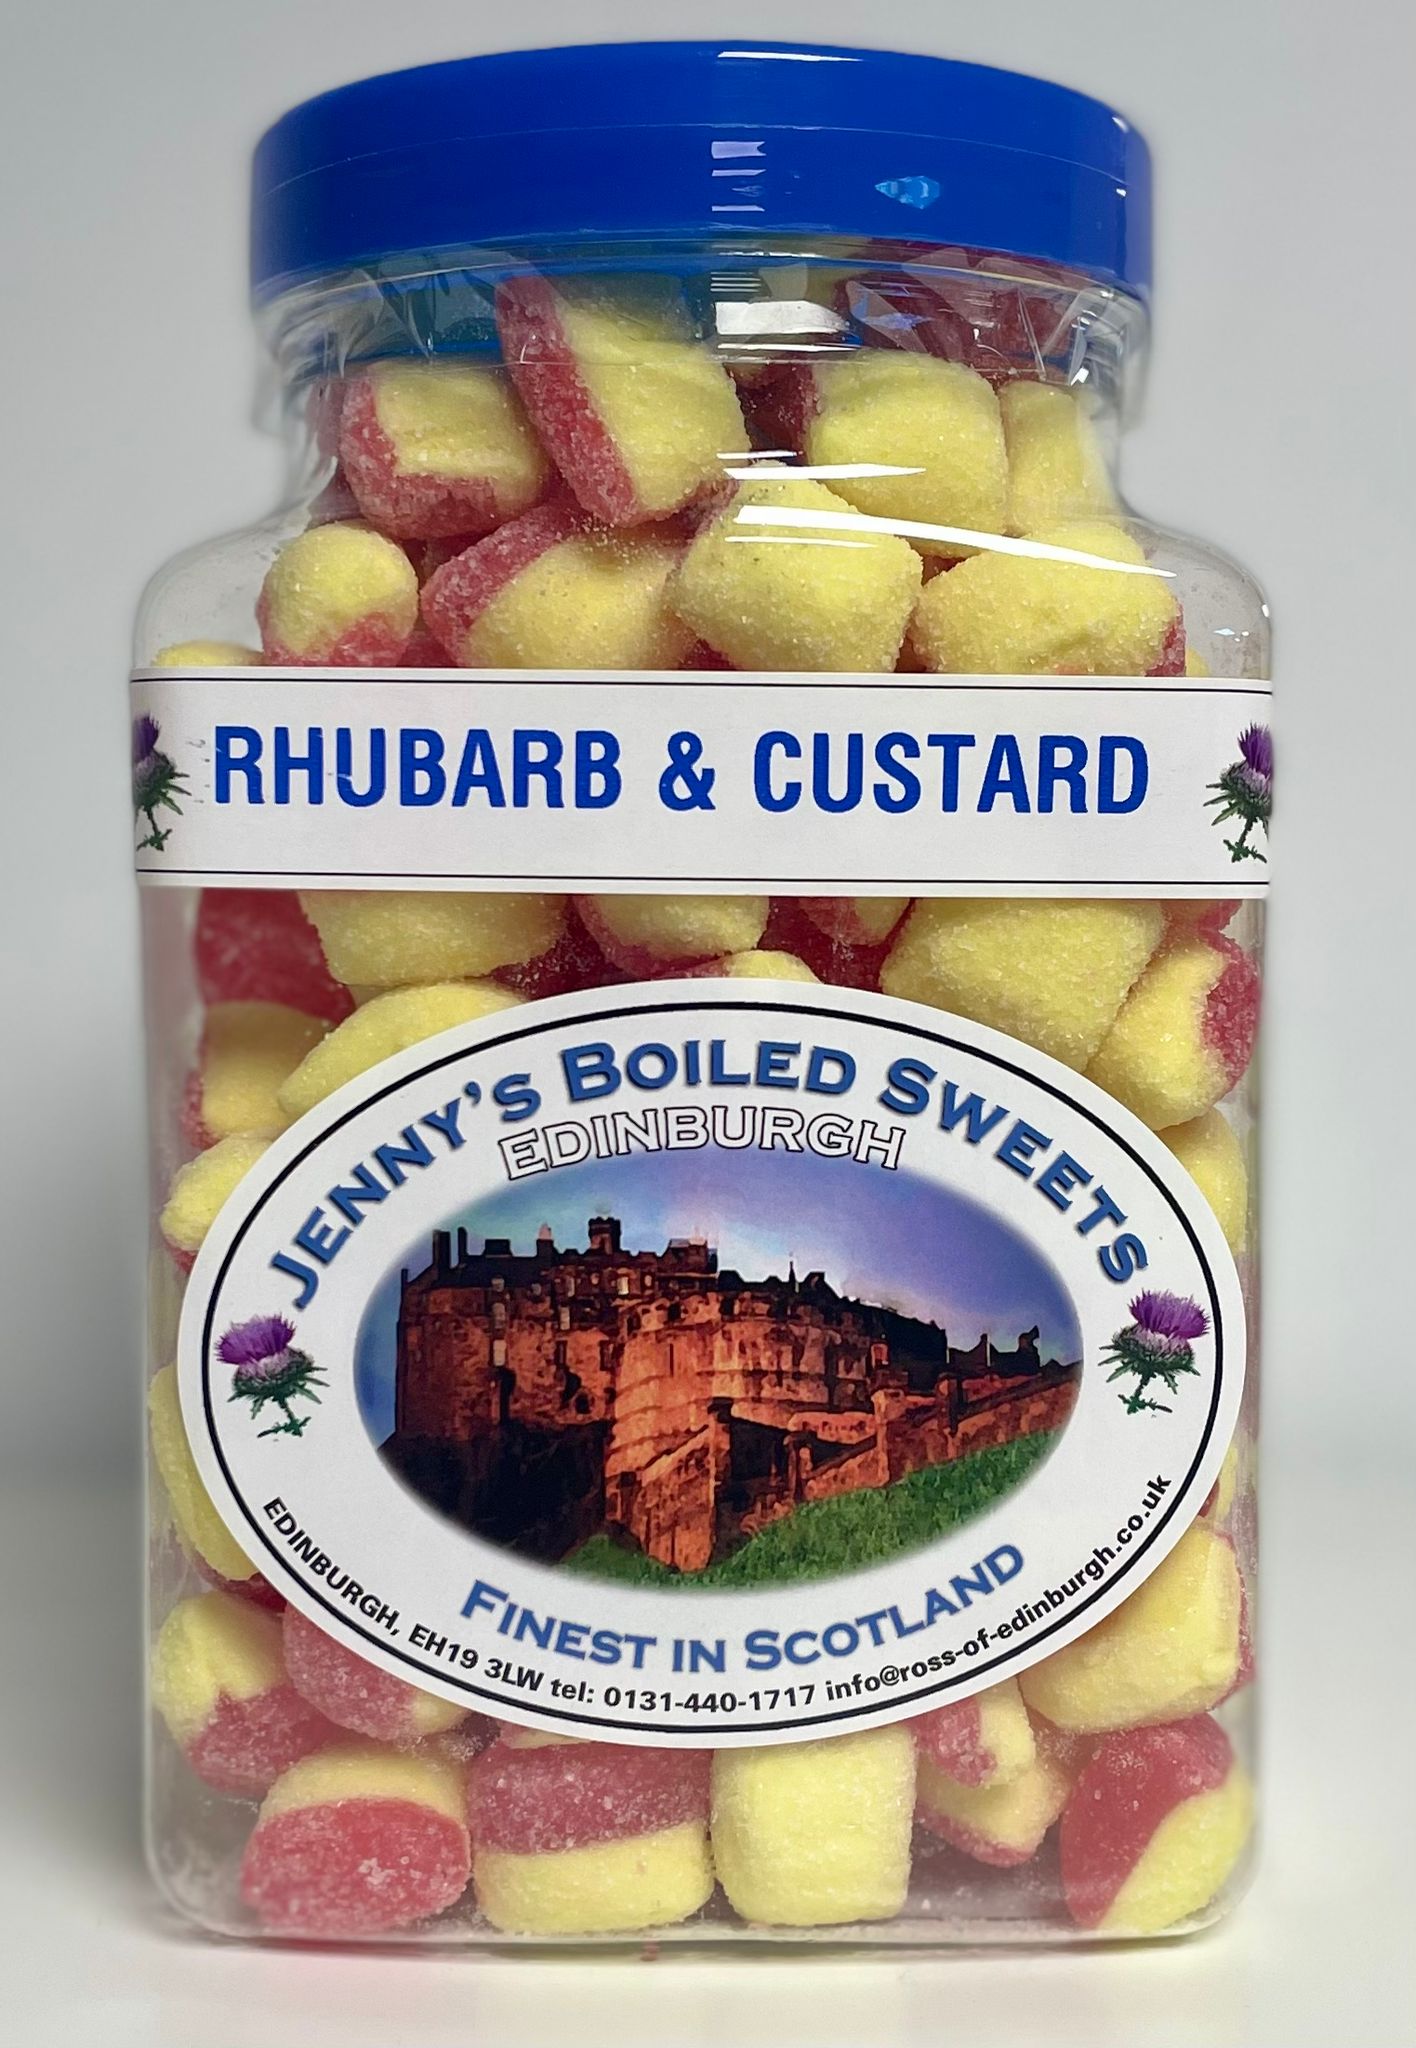 RHUBARB & CUSTARD
JENNY'S BOILED SWEETS
EDINBURGH
FINEST IN SCOTLAND
EDINBURGH, EH19 3LW tel: 0131-440-1717 info@ross-of-edinburgh.co.uk